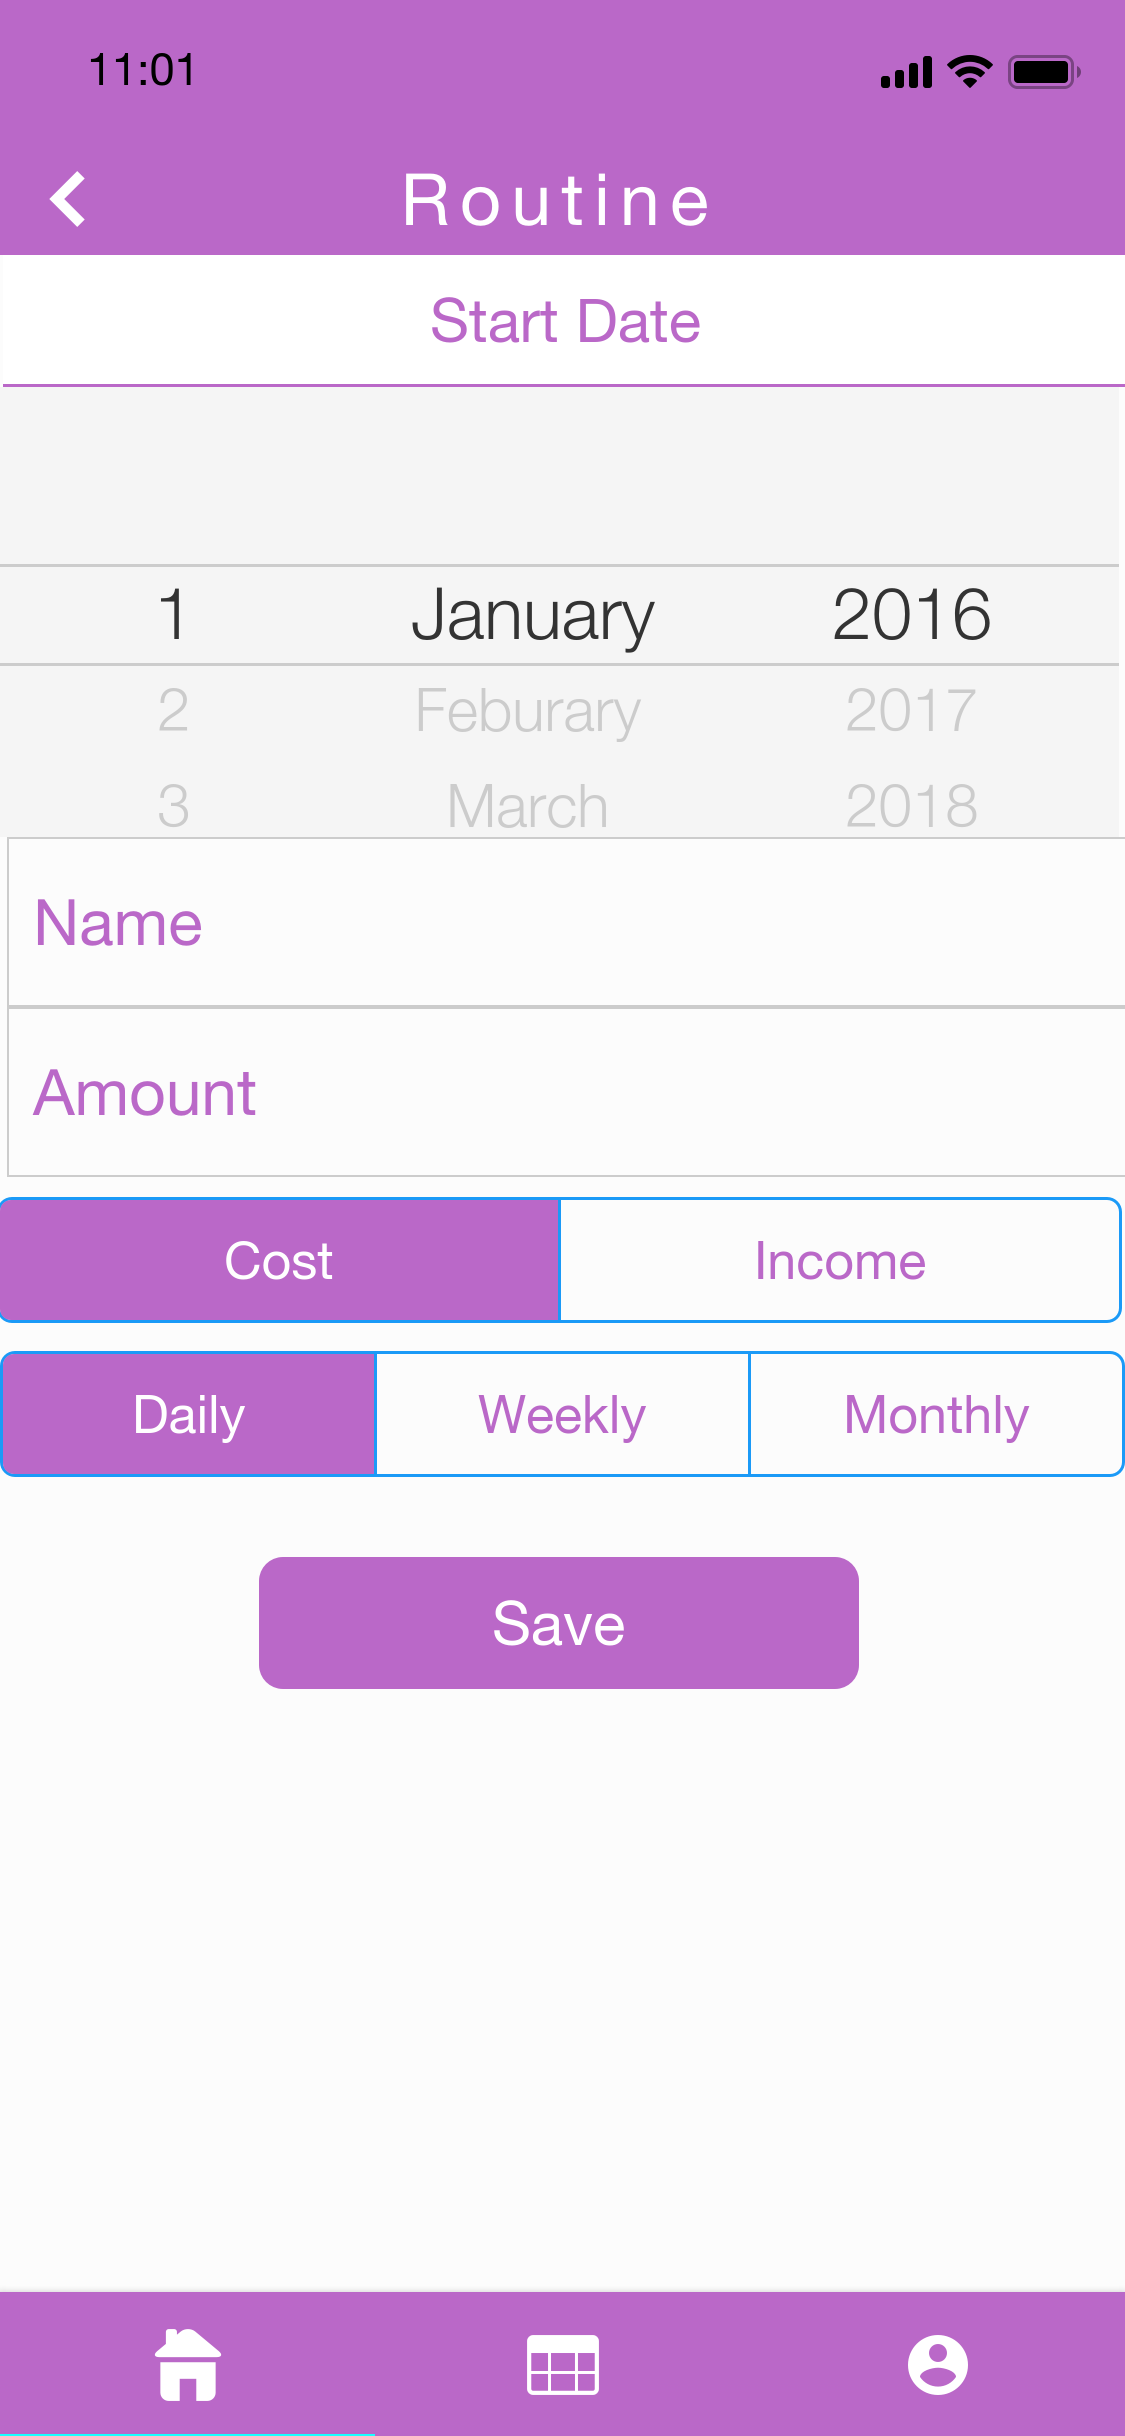 11:01
Routine
Start Date
1 January 2016
2 Feburary 2017
3 March 2018
Name
Amount
Cost Income
Daily Weekly Monthly
Save